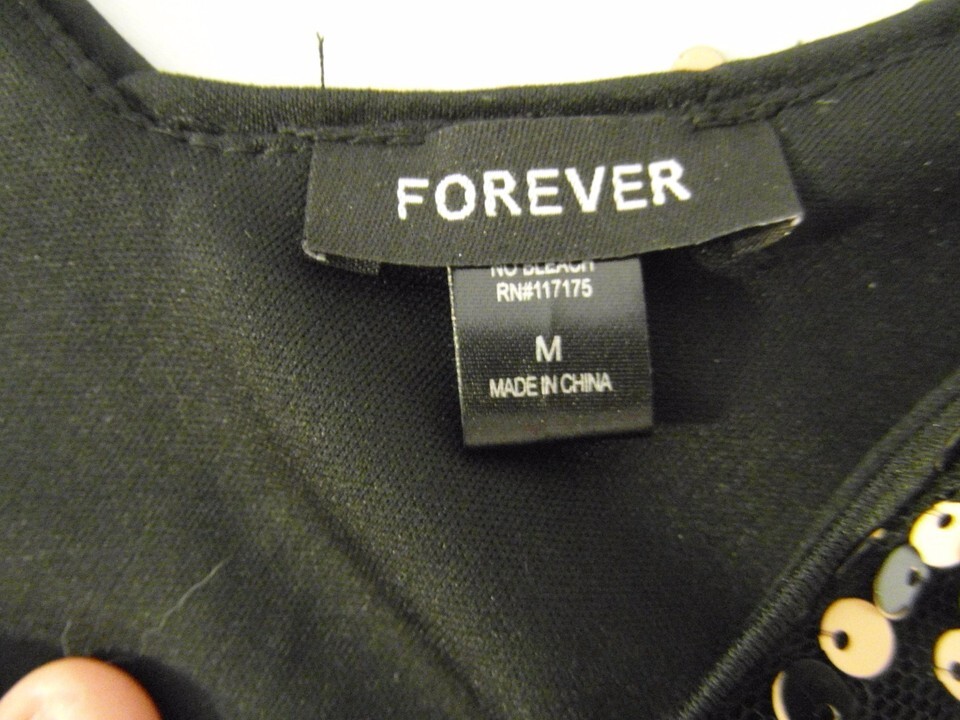 FOREVER
NO BLEACH
RN#117175
M
MADE IN CHINA